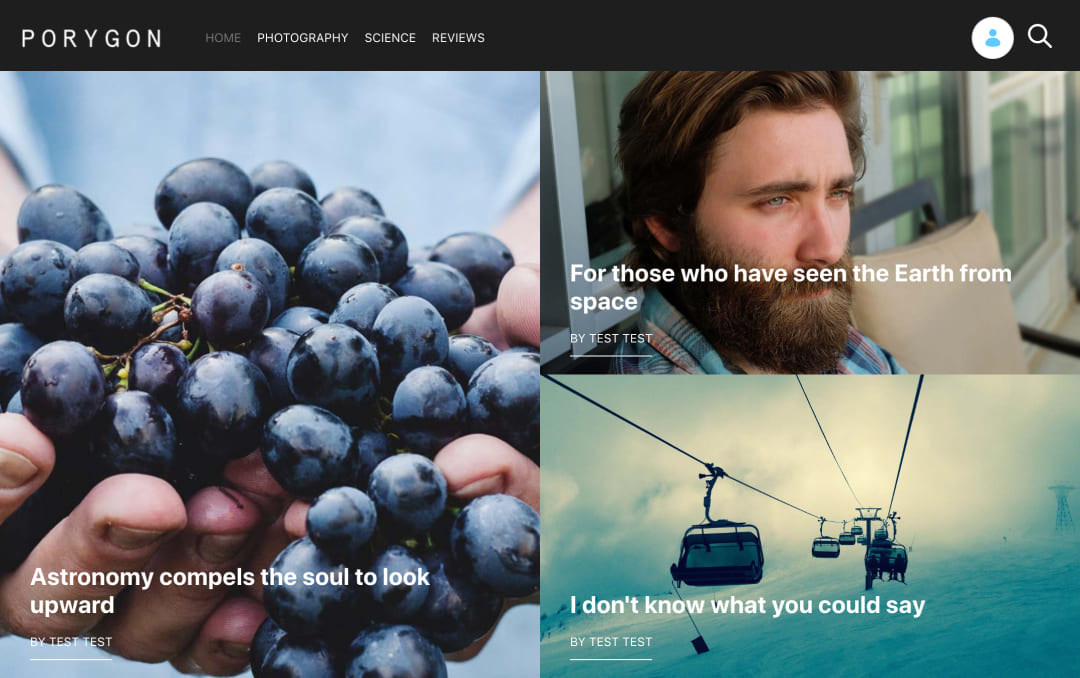 PORYGON
HOME PHOTOGRAPHY SCIENCE REVIEWS
Astronomy compels the soul to look
upward
BY TEST TEST
For those who have seen the Earth from
space
BY TEST TEST
I don't know what you could say
BY TEST TEST